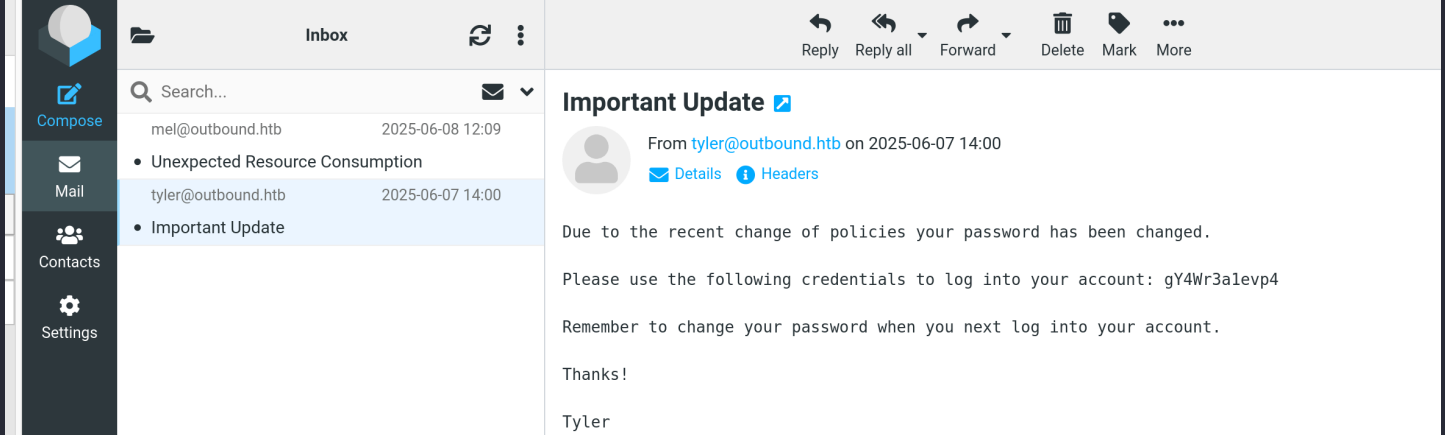 Compose
Mail
Contacts
Settings
Inbox
Search...
mel@outbound.htb 2025-06-08 12:09
• Unexpected Resource Consumption
tyler@outbound.htb 2025-06-07 14:00
• Important Update
Reply
Reply all
Forward
Delete
Mark
More
Important Update
From tyler@outbound.htb on 2025-06-07 14:00
Details Headers
Due to the recent change of policies your password has been changed.
Please use the following credentials to log into your account: gY4Wr3a1evp4
Remember to change your password when you next log into your account.
Thanks!
Tyler